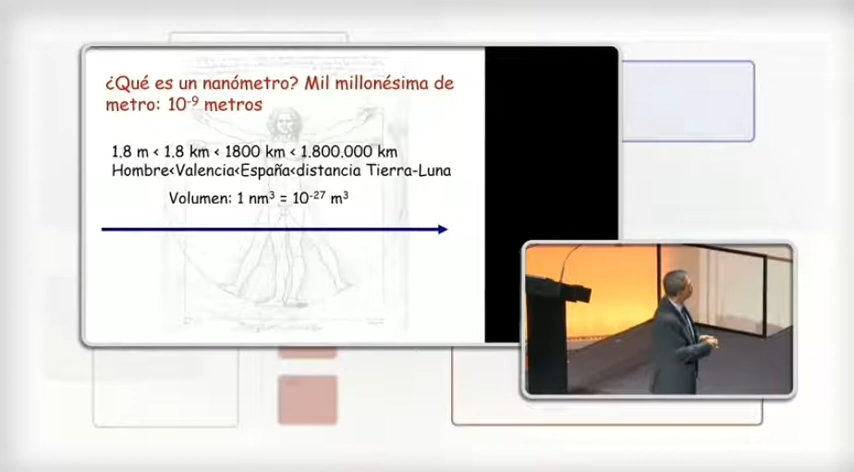 ¿Qué es un nanómetro? Mil millonésima de
metro: 10⁻⁹ metros
1.8 m < 1.8 km < 1800 km < 1.800.000 km
Hombre<Valencia<España<distancia Tierra-Luna
Volumen: 1 nm³ = 10⁻²⁷ m³